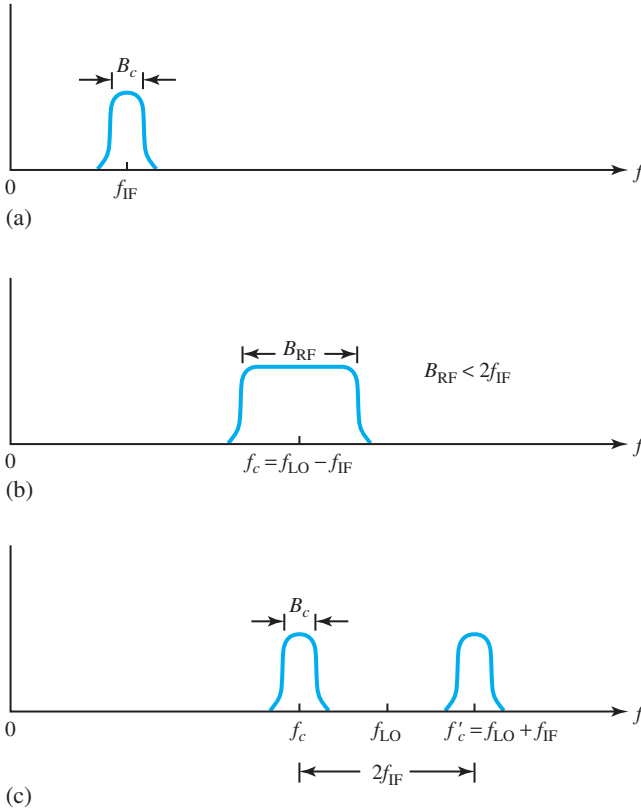 B_c
0
f_IF
f
(a)
B_RF
B_RF < 2f_IF
0
f_c = f_LO − f_IF
f
(b)
B_c
0
f_c
f_LO
f'_c = f_LO + f_IF
f
2f_IF
(c)